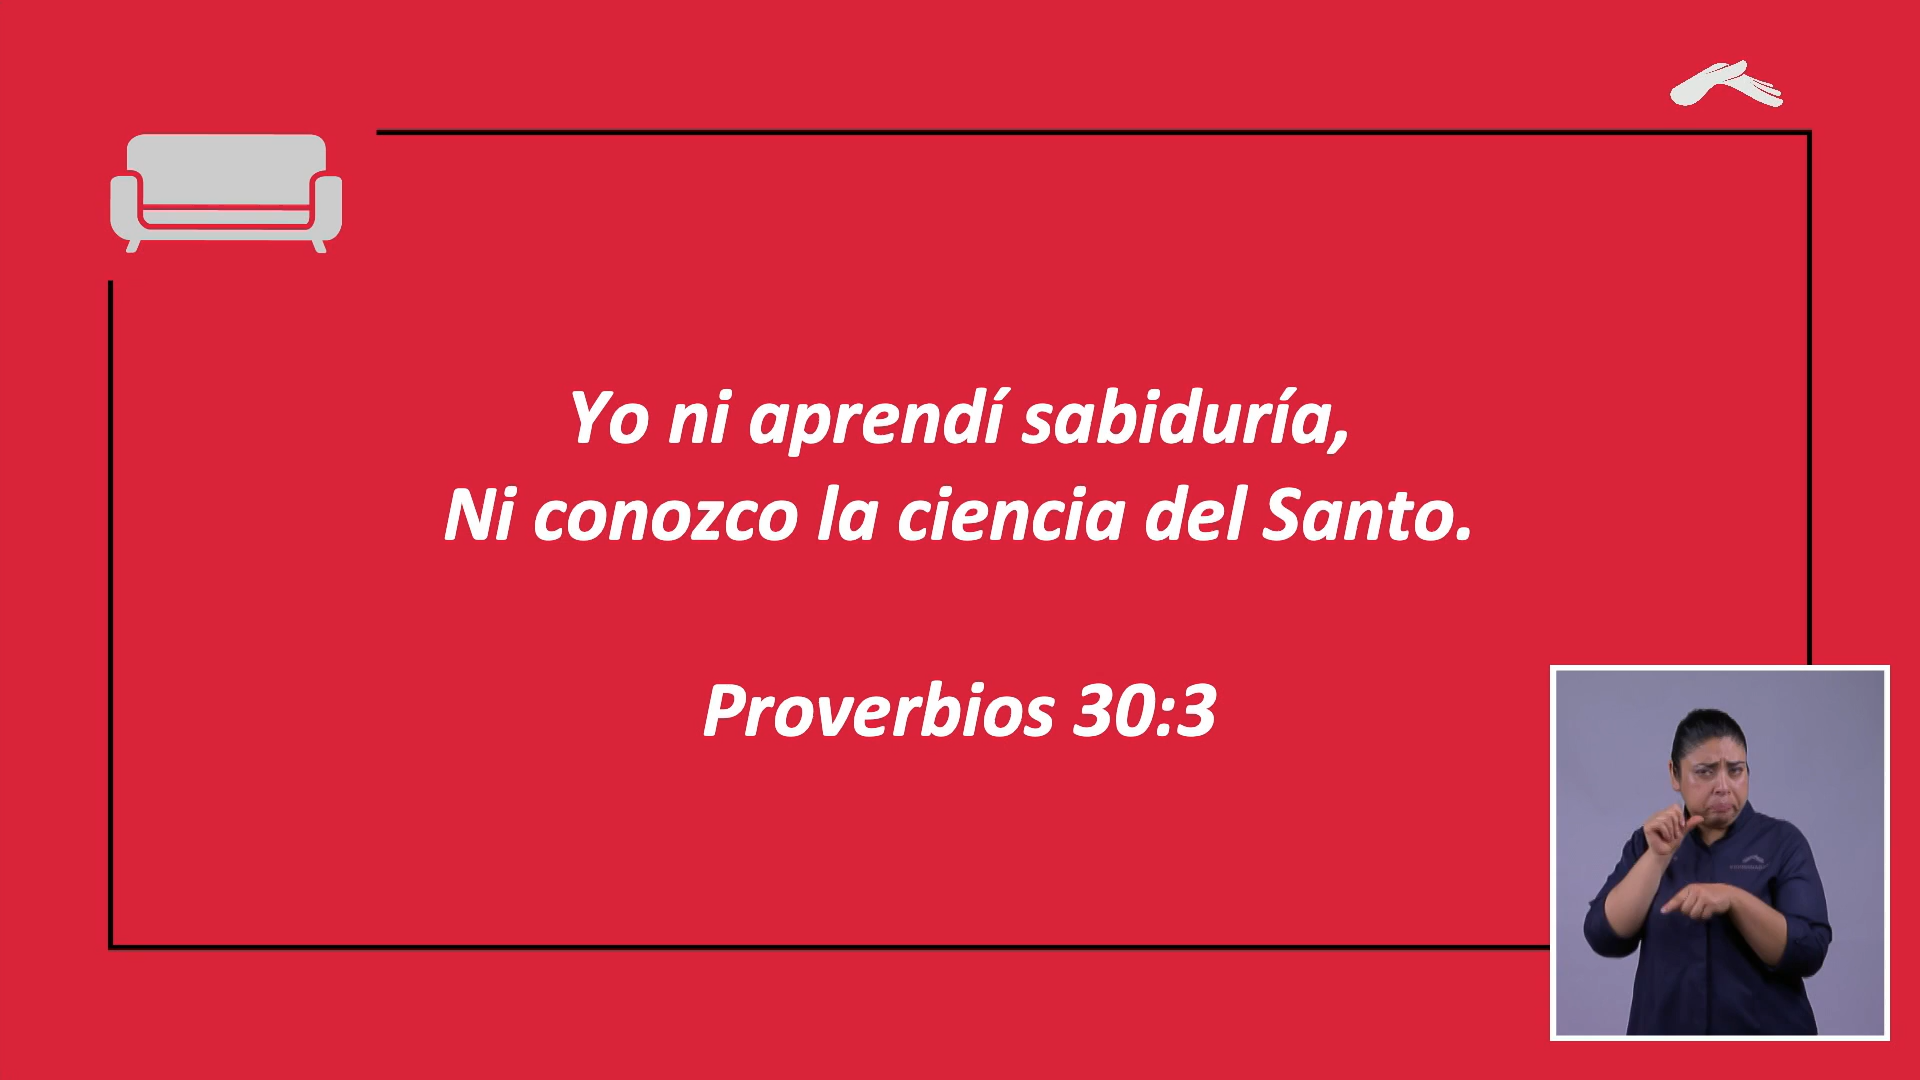 Yo ni aprendí sabiduría,
Ni conozco la ciencia del Santo.
Proverbios 30:3